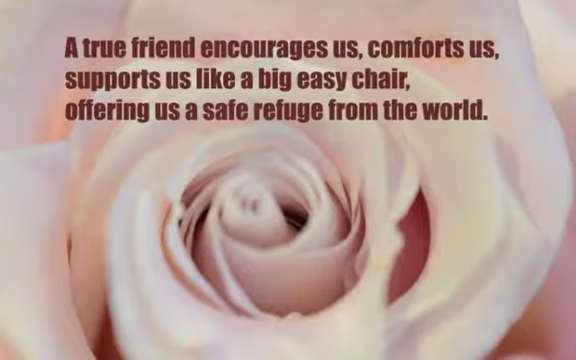 A true friend encourages us, comforts us,
supports us like a big easy chair,
offering us a safe refuge from the world.